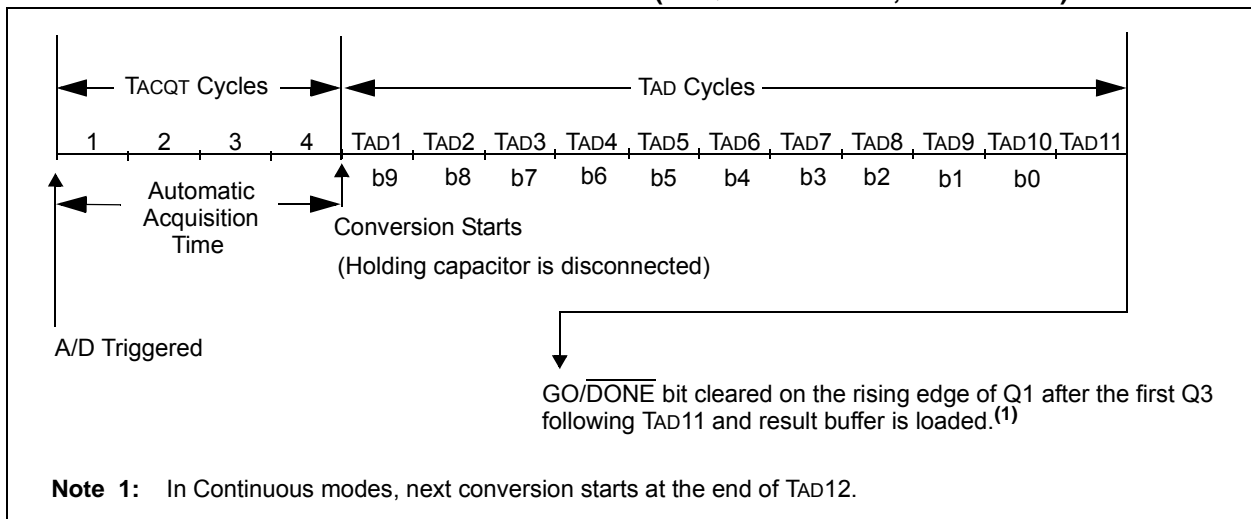 TACQT Cycles
TAD Cycles
1 2 3 4 TAD1 TAD2 TAD3 TAD4 TAD5 TAD6 TAD7 TAD8 TAD9 TAD10 TAD11
b9 b8 b7 b6 b5 b4 b3 b2 b1 b0
Automatic
Acquisition
Time
Conversion Starts
(Holding capacitor is disconnected)
A/D Triggered
GO/DONE bit cleared on the rising edge of Q1 after the first Q3
following TAD11 and result buffer is loaded.(1)
Note 1: In Continuous modes, next conversion starts at the end of TAD12.